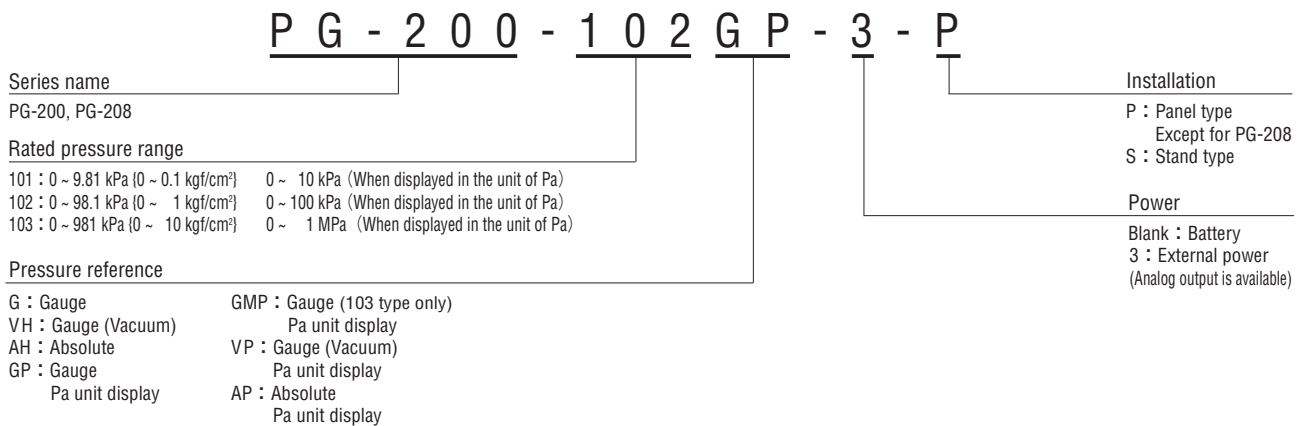 PG-200-102GP-3-P
Series name
PG-200, PG-208
Rated pressure range
101：0 ~ 9.81 kPa {0 ~ 0.1 kgf/cm²} 0 ~ 10 kPa（When displayed in the unit of Pa）
102：0 ~ 98.1 kPa {0 ~ 1 kgf/cm²} 0 ~ 100 kPa（When displayed in the unit of Pa）
103：0 ~ 981 kPa {0 ~ 10 kgf/cm²} 0 ~ 1 MPa（When displayed in the unit of Pa）
Pressure reference
G：Gauge
VH：Gauge (Vacuum)
AH：Absolute
GP：Gauge
Pa unit display
GMP：Gauge (103 type only)
Pa unit display
VP：Gauge (Vacuum)
Pa unit display
AP：Absolute
Pa unit display
Installation
P：Panel type
Except for PG-208
S：Stand type
Power
Blank：Battery
3：External power
(Analog output is available)